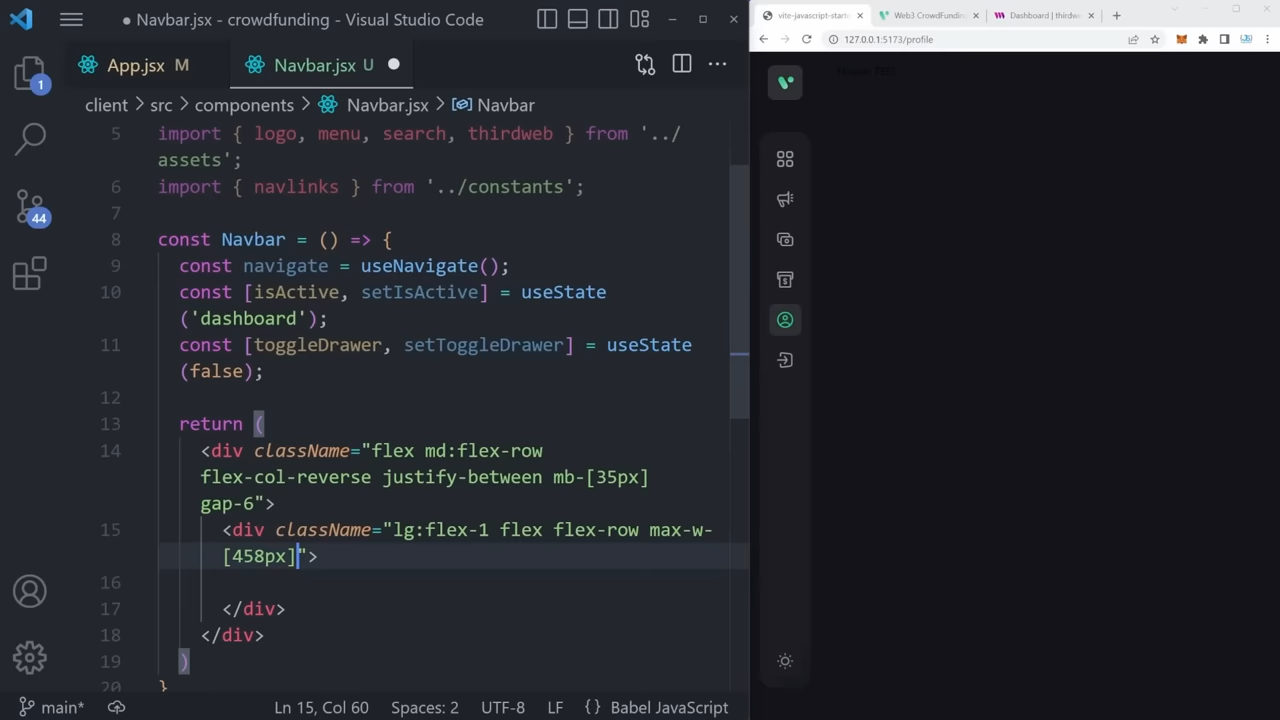 ● Navbar.jsx - crowdfunding - Visual Studio Code
1
44
App.jsx M
Navbar.jsx U
client > src > components > Navbar.jsx > Navbar
5 import { logo, menu, search, thirdweb } from '../
assets';
6 import { navlinks } from '../constants';
7
8 const Navbar = () => {
9 const navigate = useNavigate();
10 const [isActive, setIsActive] = useState
('dashboard');
11 const [toggleDrawer, setToggleDrawer] = useState
(false);
12
13 return (
14 <div className="flex md:flex-row
flex-col-reverse justify-between mb-[35px]
gap-6">
15 <div className="lg:flex-1 flex flex-row max-w-
[458px]">
16
17 </div>
18 </div>
19 )
20 }
main*
Ln 15, Col 60
Spaces: 2
UTF-8
LF
{} Babel JavaScript
vite-javascript-starte
Web3 CrowdFunding
Dashboard | thirdwe
127.0.0.1:5173/profile